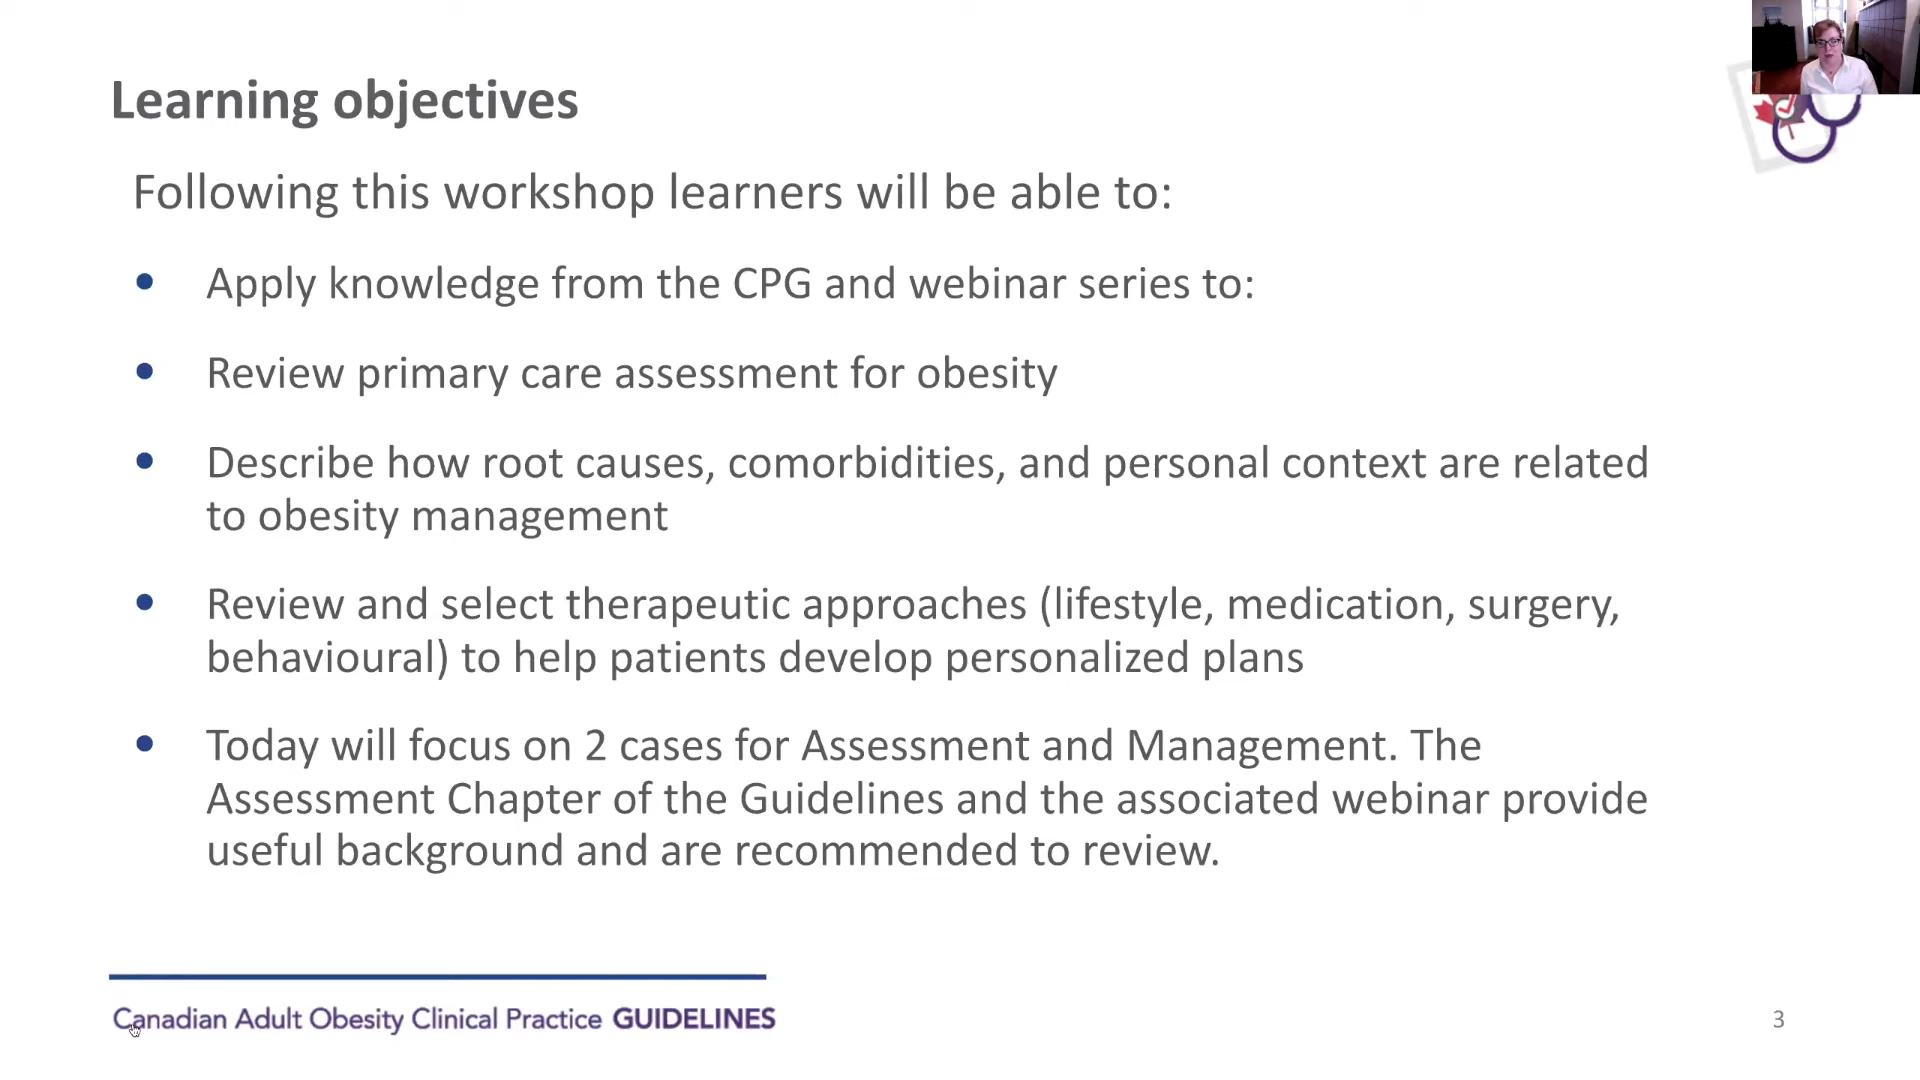 Learning objectives
Following this workshop learners will be able to:
• Apply knowledge from the CPG and webinar series to:
• Review primary care assessment for obesity
• Describe how root causes, comorbidities, and personal context are related
to obesity management
• Review and select therapeutic approaches (lifestyle, medication, surgery,
behavioural) to help patients develop personalized plans
• Today will focus on 2 cases for Assessment and Management. The
Assessment Chapter of the Guidelines and the associated webinar provide
useful background and are recommended to review.
Canadian Adult Obesity Clinical Practice GUIDELINES
3